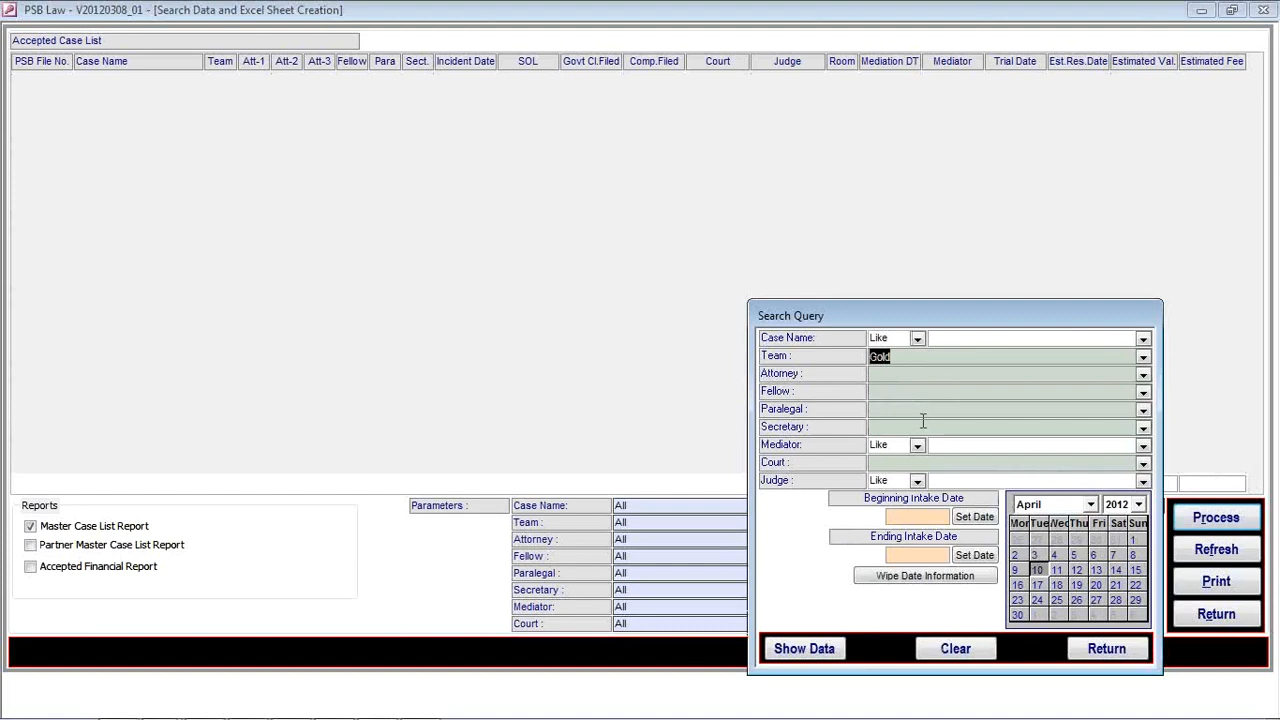 PSB Law - V20120308_01 - [Search Data and Excel Sheet Creation]
Accepted Case List
PSB File No. Case Name Team Att-1 Att-2 Att-3 Fellow Para Sect. Incident Date SOL Govt Cl.Filed Comp.Filed Court Judge Room Mediation DT Mediator Trial Date Est.Res.Date Estimated Val. Estimated Fee
Search Query
Case Name: Like
Team : Gold
Attorney :
Fellow :
Paralegal :
Secretary :
Mediator: Like
Court :
Judge : Like
Beginning Intake Date
Set Date
Ending Intake Date
Set Date
Wipe Date Information
April 2012
Mon Tue Wec Thu Fri Sat Sun
1
2 3 4 5 6 7 8
9 10 11 12 13 14 15
16 17 18 19 20 21 22
23 24 25 26 27 28 29
30
Show Data Clear Return
Reports
Master Case List Report
Partner Master Case List Report
Accepted Financial Report
Parameters :
Case Name: All
Team : All
Attorney : All
Fellow : All
Paralegal : All
Secretary : All
Mediator: All
Court : All
Process
Refresh
Print
Return